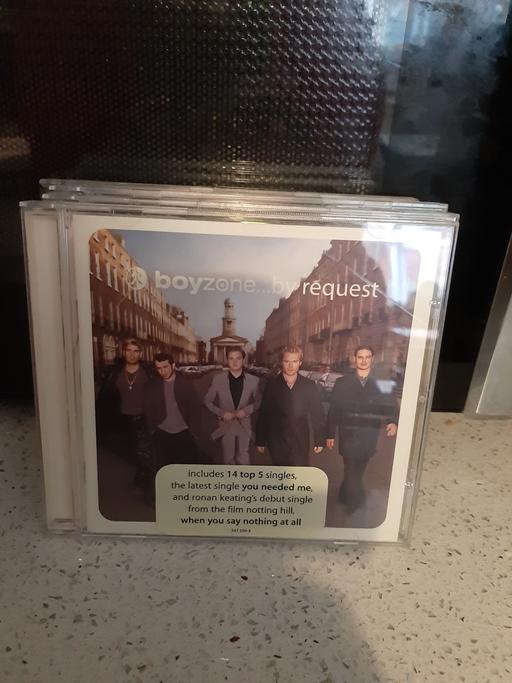 boyzone...by request
includes 14 top 5 singles,
the latest single you needed me,
and ronan keating's debut single
from the film notting hill,
when you say nothing at all